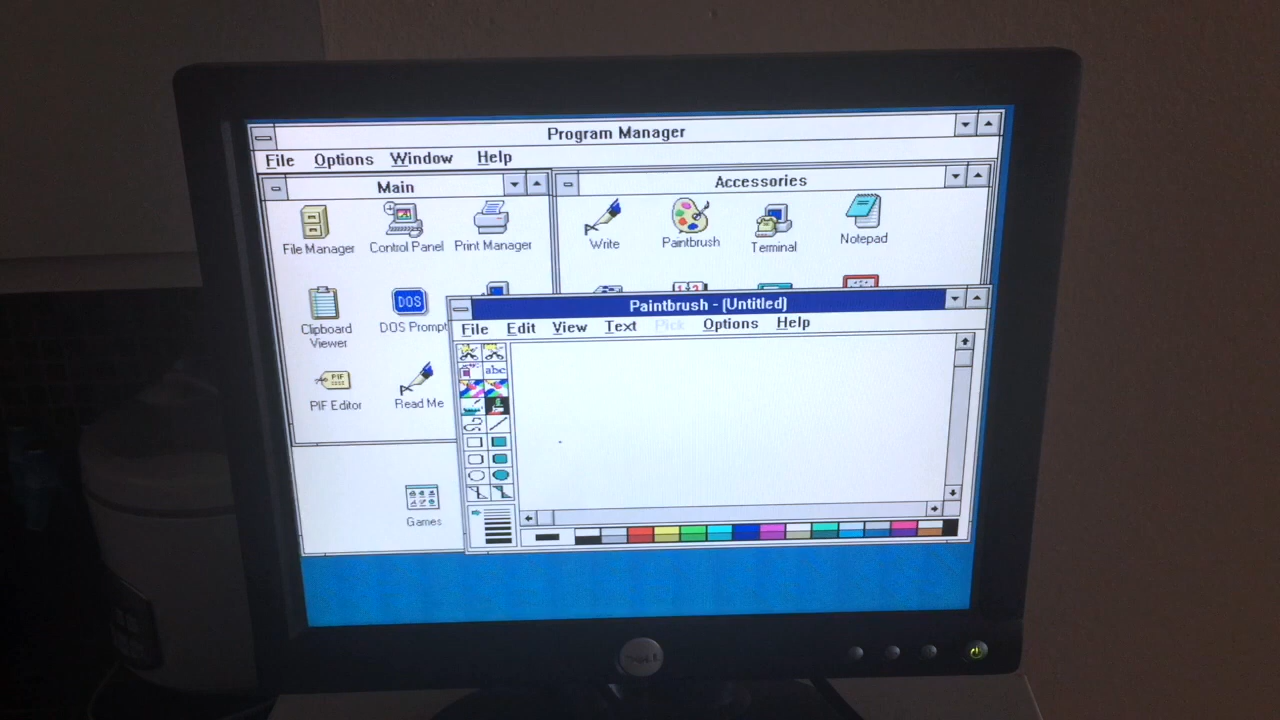 Program Manager
File Options Window Help
Main
Accessories
File Manager Control Panel Print Manager
Write Paintbrush Terminal Notepad
Clipboard Viewer
DOS
DOS Prompt
PIF
PIF Editor
Read Me
Games
Paintbrush - (Untitled)
File Edit View Text Pick Options Help
abc
DELL